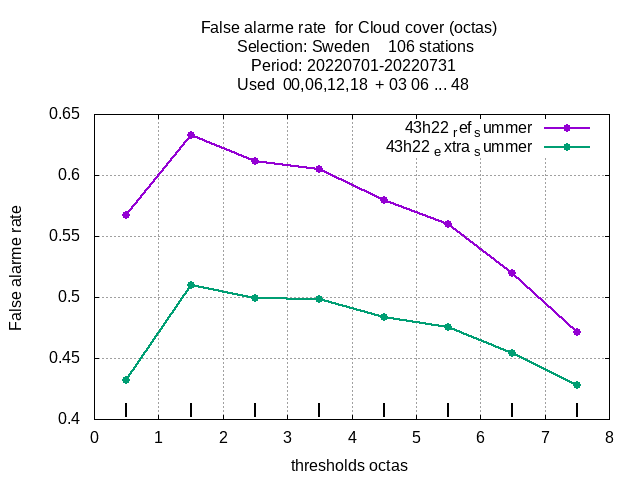 False alarme rate for Cloud cover (octas)
Selection: Sweden 106 stations
Period: 20220701-20220731
Used 00,06,12,18 + 03 06 ... 48
0.65
43h22 ref summer
43h22 extra summer
0.6
0.55
0.5
0.45
0.4
False alarme rate
0 1 2 3 4 5 6 7 8
thresholds octas